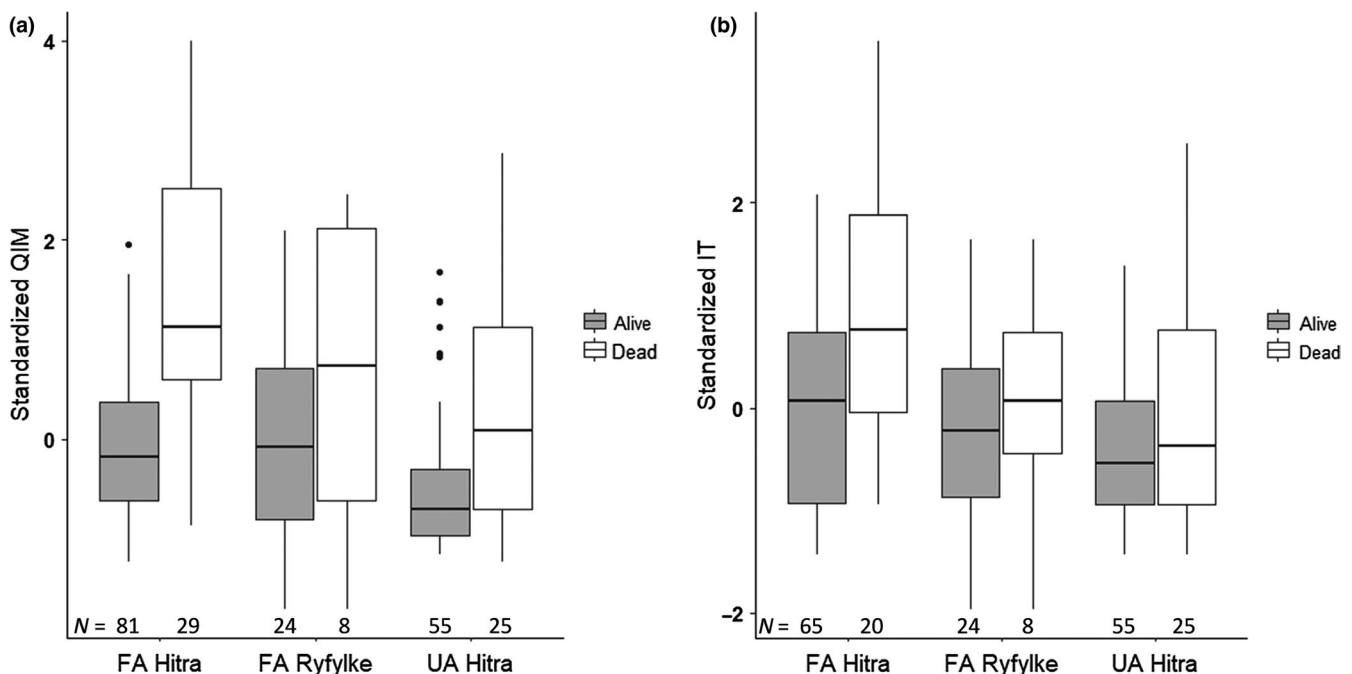 (a)
Standardized QIM
4
2
0
N = 81 29 24 8 55 25
FA Hitra FA Ryfylke UA Hitra
Alive
Dead
(b)
Standardized IT
2
0
−2
N = 65 20 24 8 55 25
FA Hitra FA Ryfylke UA Hitra
Alive
Dead